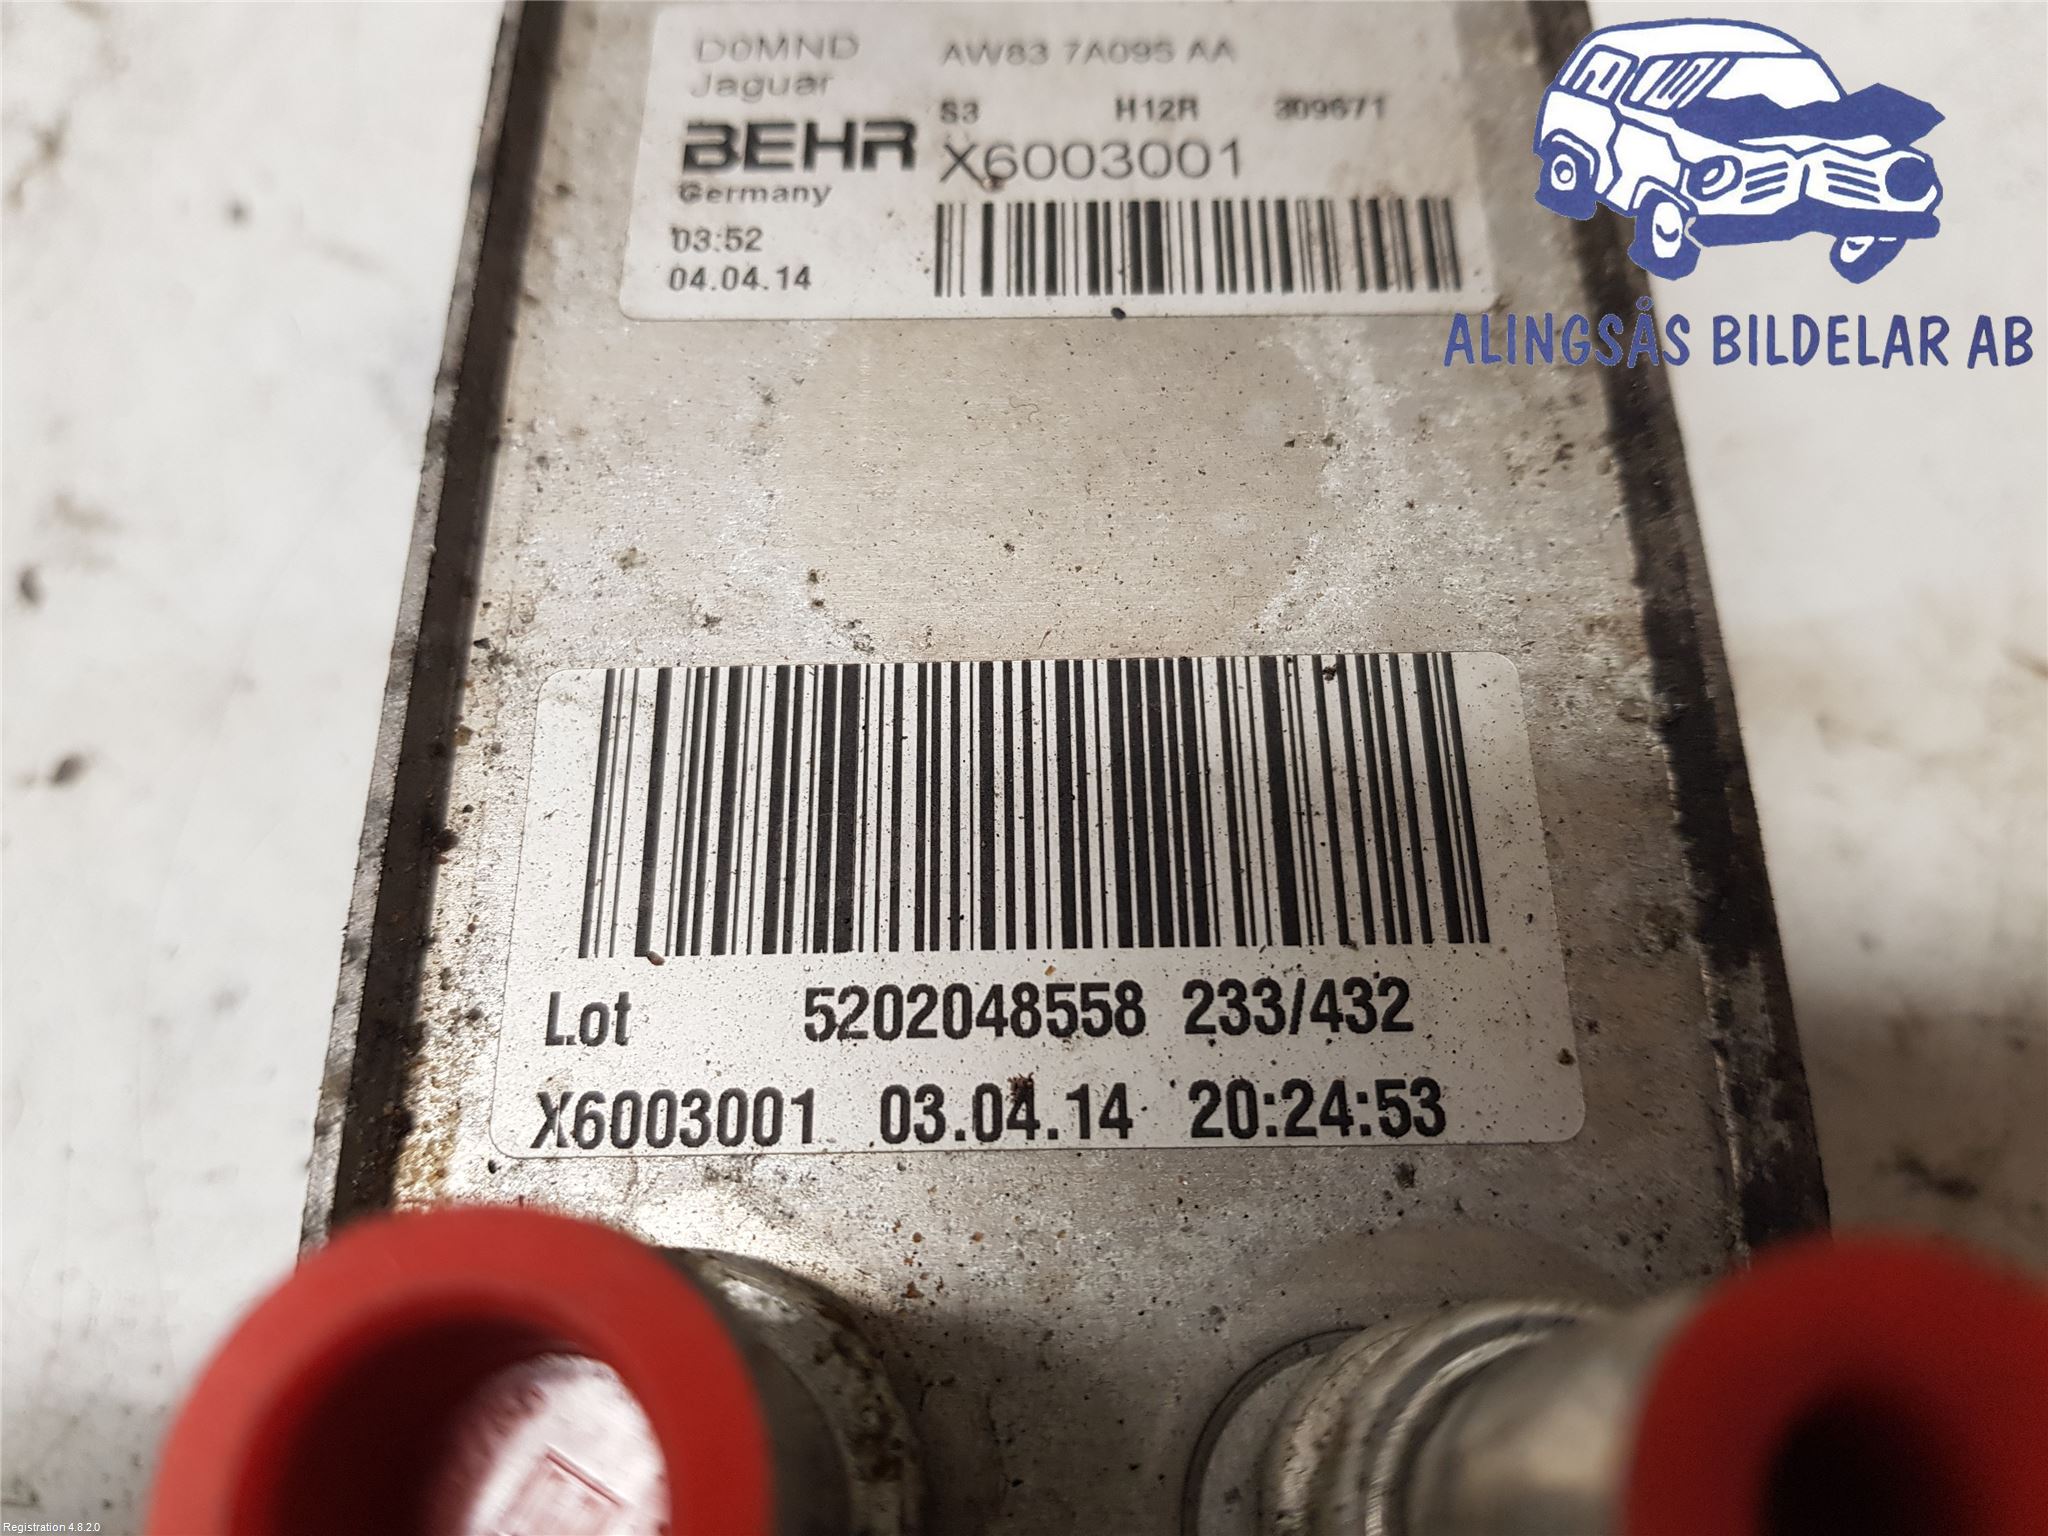 D0MND AW83 7A095 AA
Jaguar
S3 H12R 309671
BEHR X6003001
Germany
03:52
04.04.14
ALINGSÅS BILDELAR AB
Lot 5202048558 233/432
X6003001 03.04.14 20:24:53
Registration 4.8.2.0